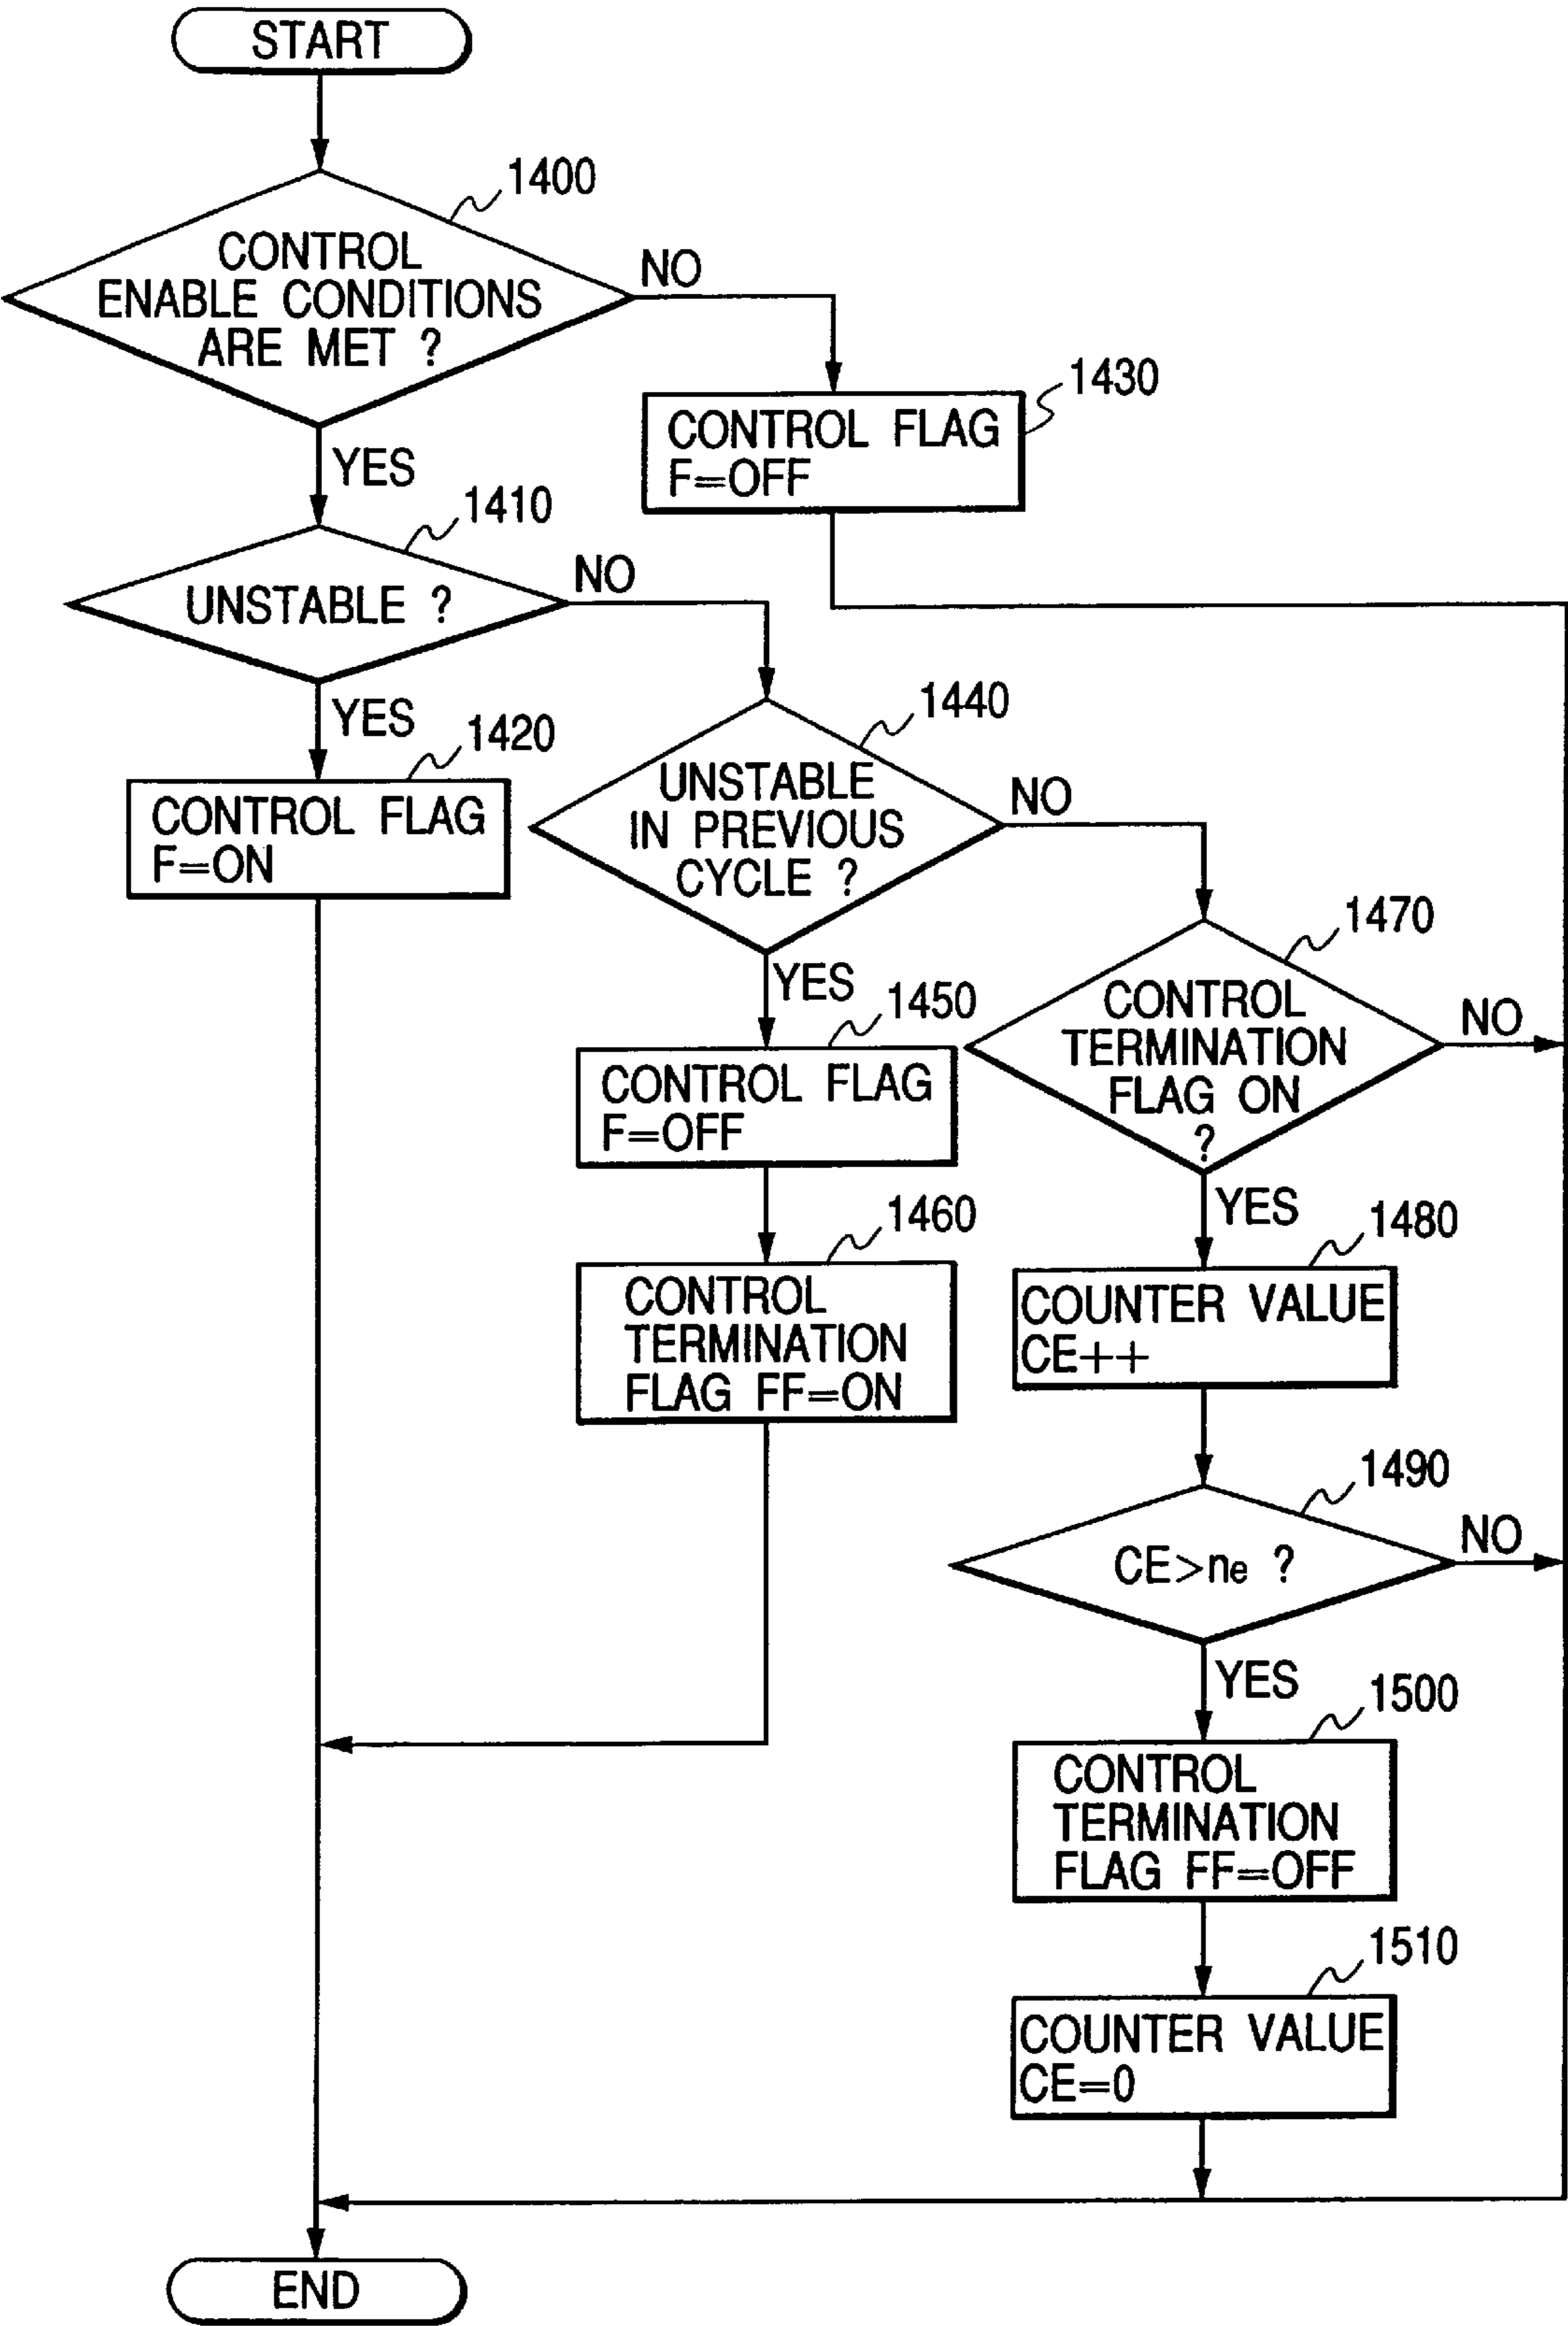 START
1400
CONTROL
ENABLE CONDITIONS
ARE MET ?
NO
YES
1430
CONTROL FLAG
F=OFF
1410
UNSTABLE ?
NO
YES
1420
CONTROL FLAG
F=ON
1440
UNSTABLE
IN PREVIOUS
CYCLE ?
NO
YES
1450
CONTROL FLAG
F=OFF
1460
CONTROL
TERMINATION
FLAG FF=ON
1470
CONTROL
TERMINATION
FLAG ON
?
NO
YES
1480
COUNTER VALUE
CE++
1490
CE>ne ?
NO
YES
1500
CONTROL
TERMINATION
FLAG FF=OFF
1510
COUNTER VALUE
CE=0
END